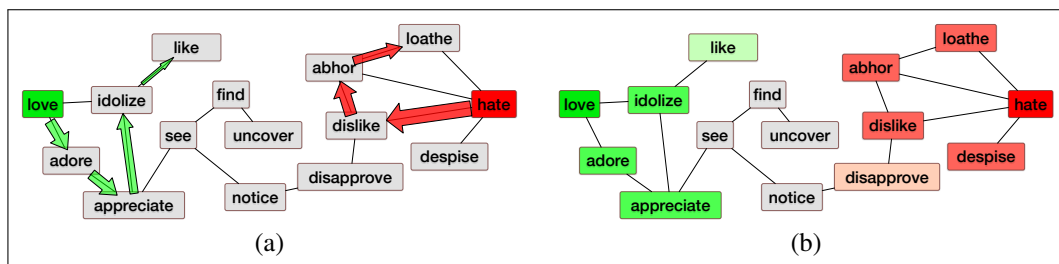 like
loathe
abhor
love
idolize
find
hate
see
uncover
dislike
adore
despise
disapprove
appreciate
notice
(a)
like
loathe
abhor
love
idolize
find
hate
see
uncover
dislike
adore
despise
disapprove
appreciate
notice
(b)